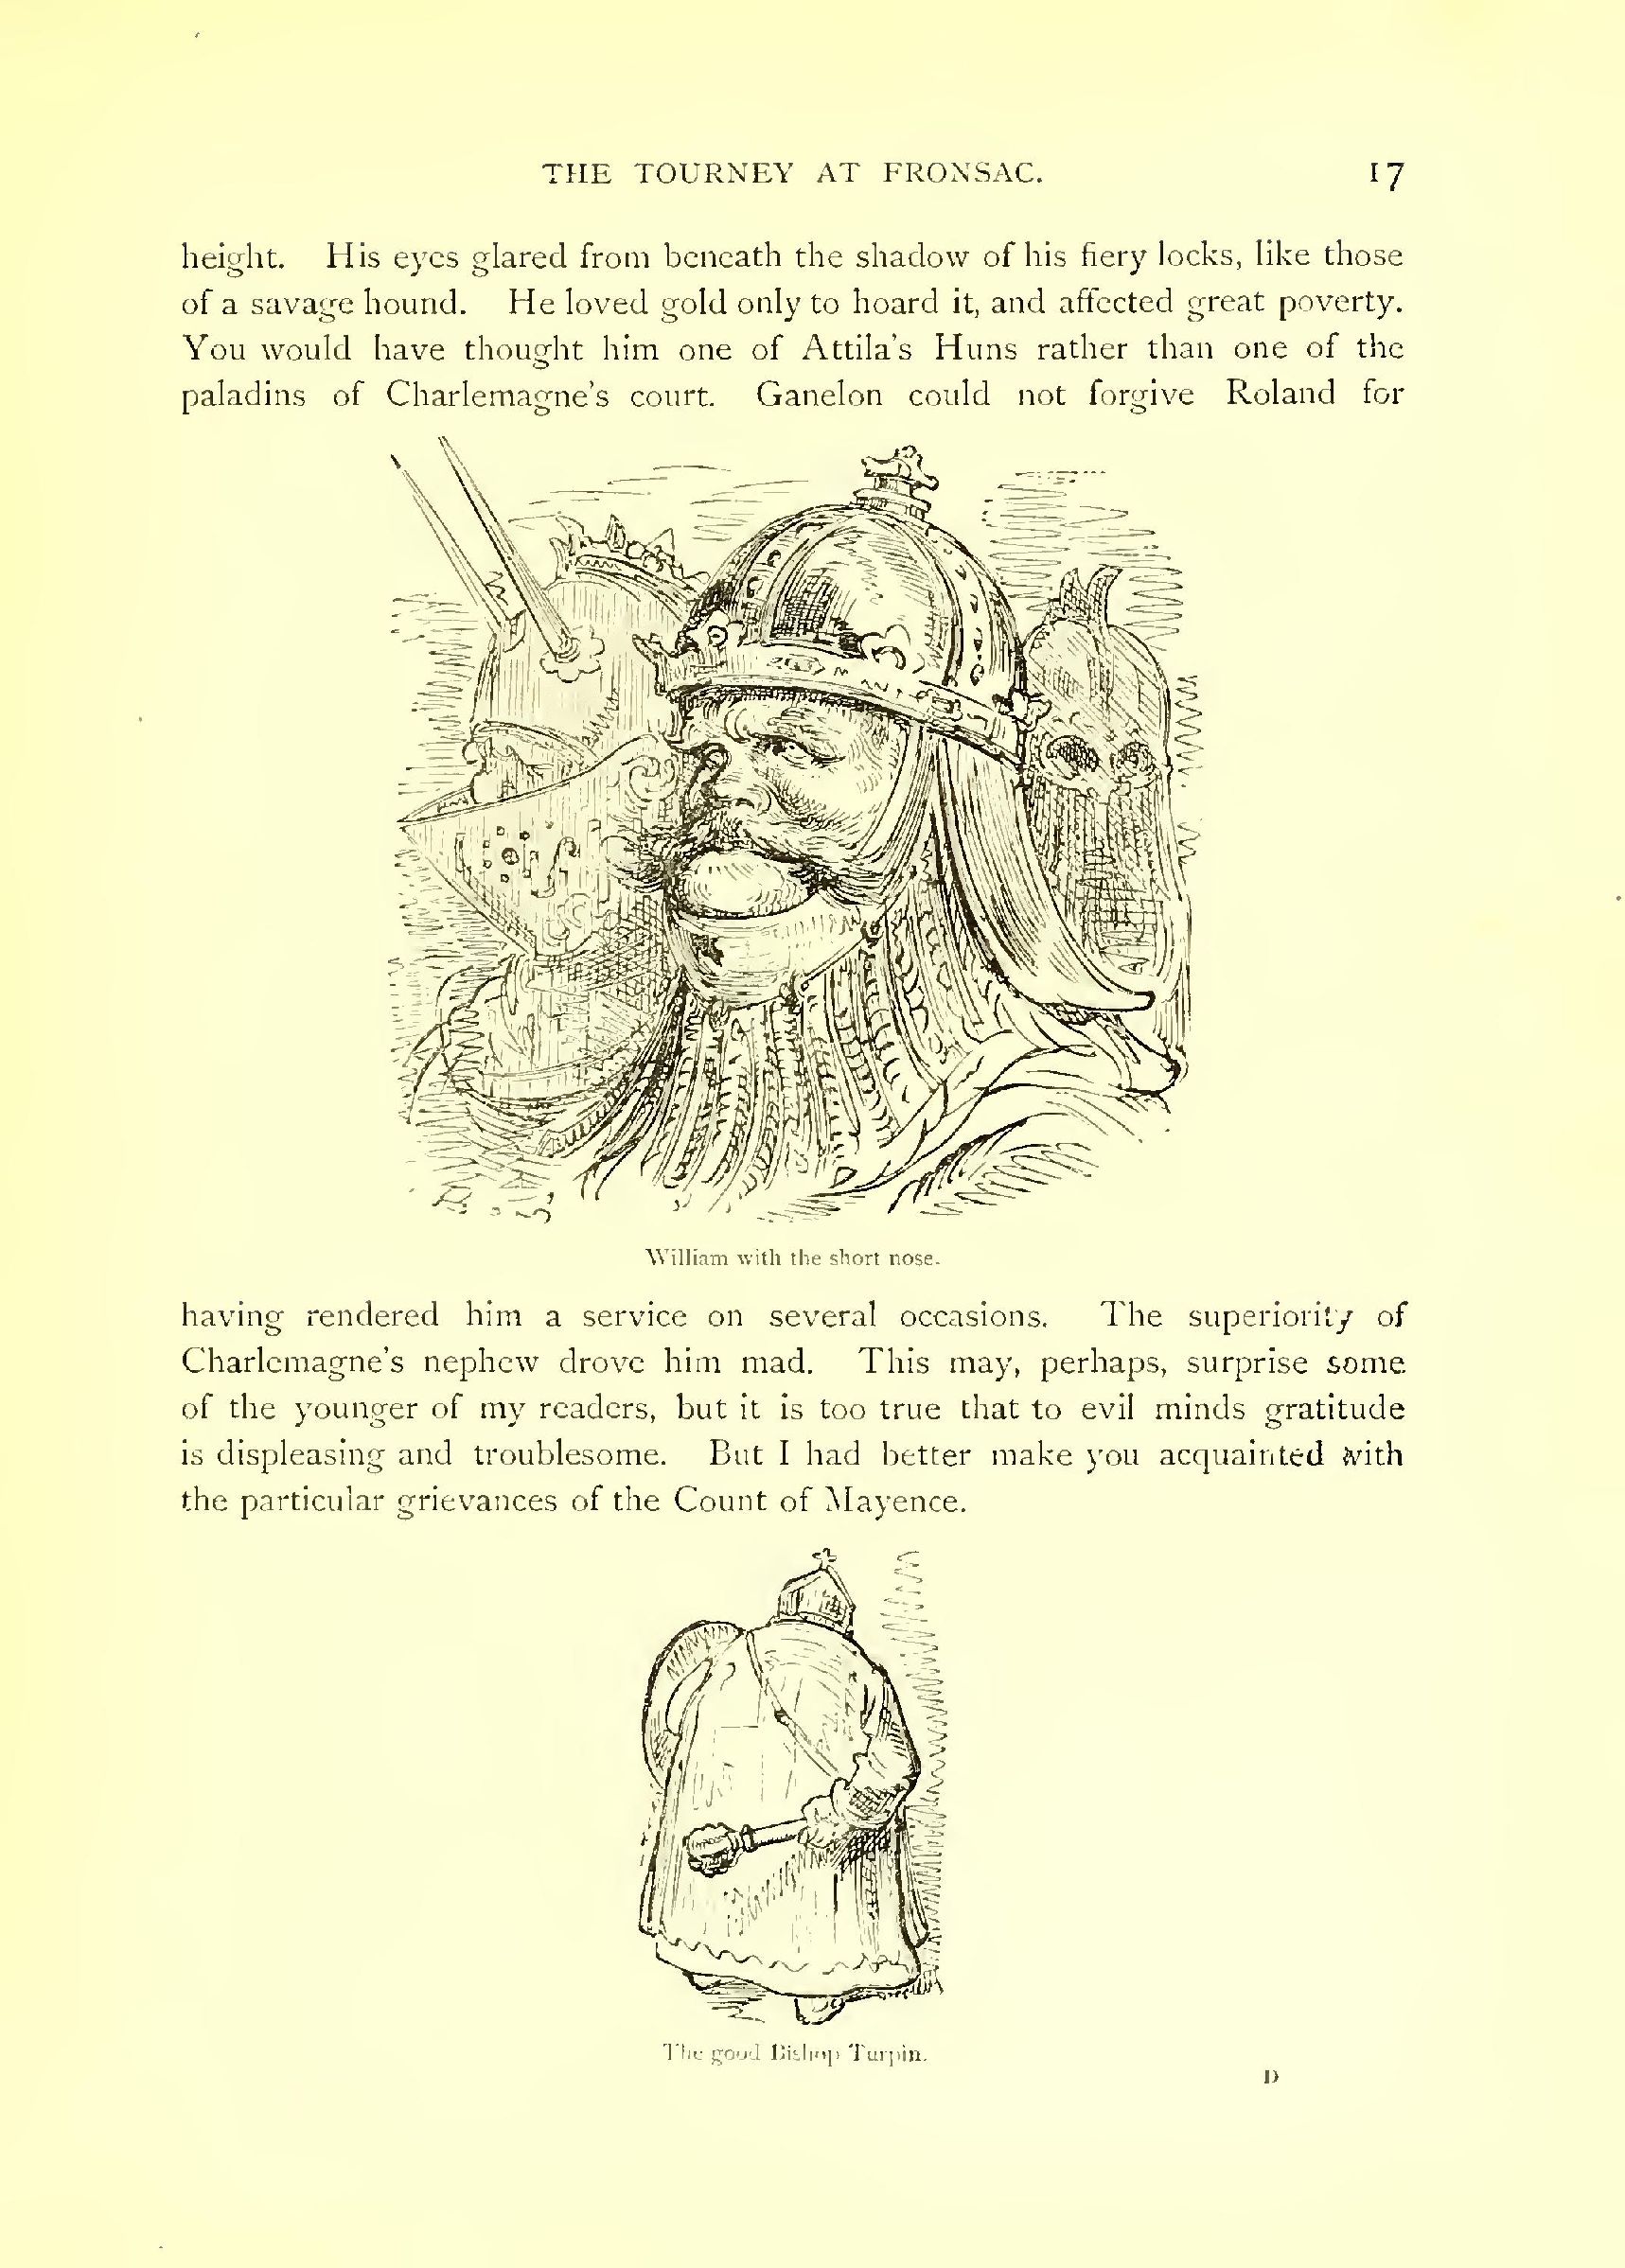 THE TOURNEY AT FRONSAC. 17
height. His eyes glared from beneath the shadow of his fiery locks, like those
of a savage hound. He loved gold only to hoard it, and affected great poverty.
You would have thought him one of Attila's Huns rather than one of the
paladins of Charlemagne's court. Ganelon could not forgive Roland for
William with the short nose.
having rendered him a service on several occasions. The superiority of
Charlemagne's nephew drove him mad. This may, perhaps, surprise some
of the younger of my readers, but it is too true that to evil minds gratitude
is displeasing and troublesome. But I had better make you acquainted with
the particular grievances of the Count of Mayence.
The good Bishop Turpin.
D